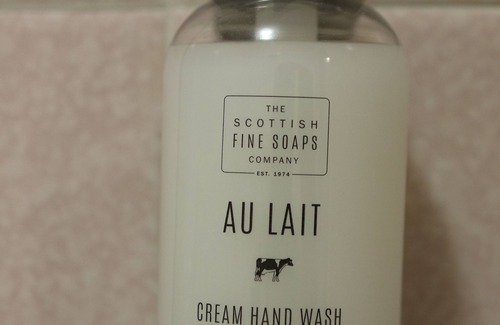 THE
SCOTTISH
FINE SOAPS
COMPANY
EST. 1974
AU LAIT
CREAM HAND WASH